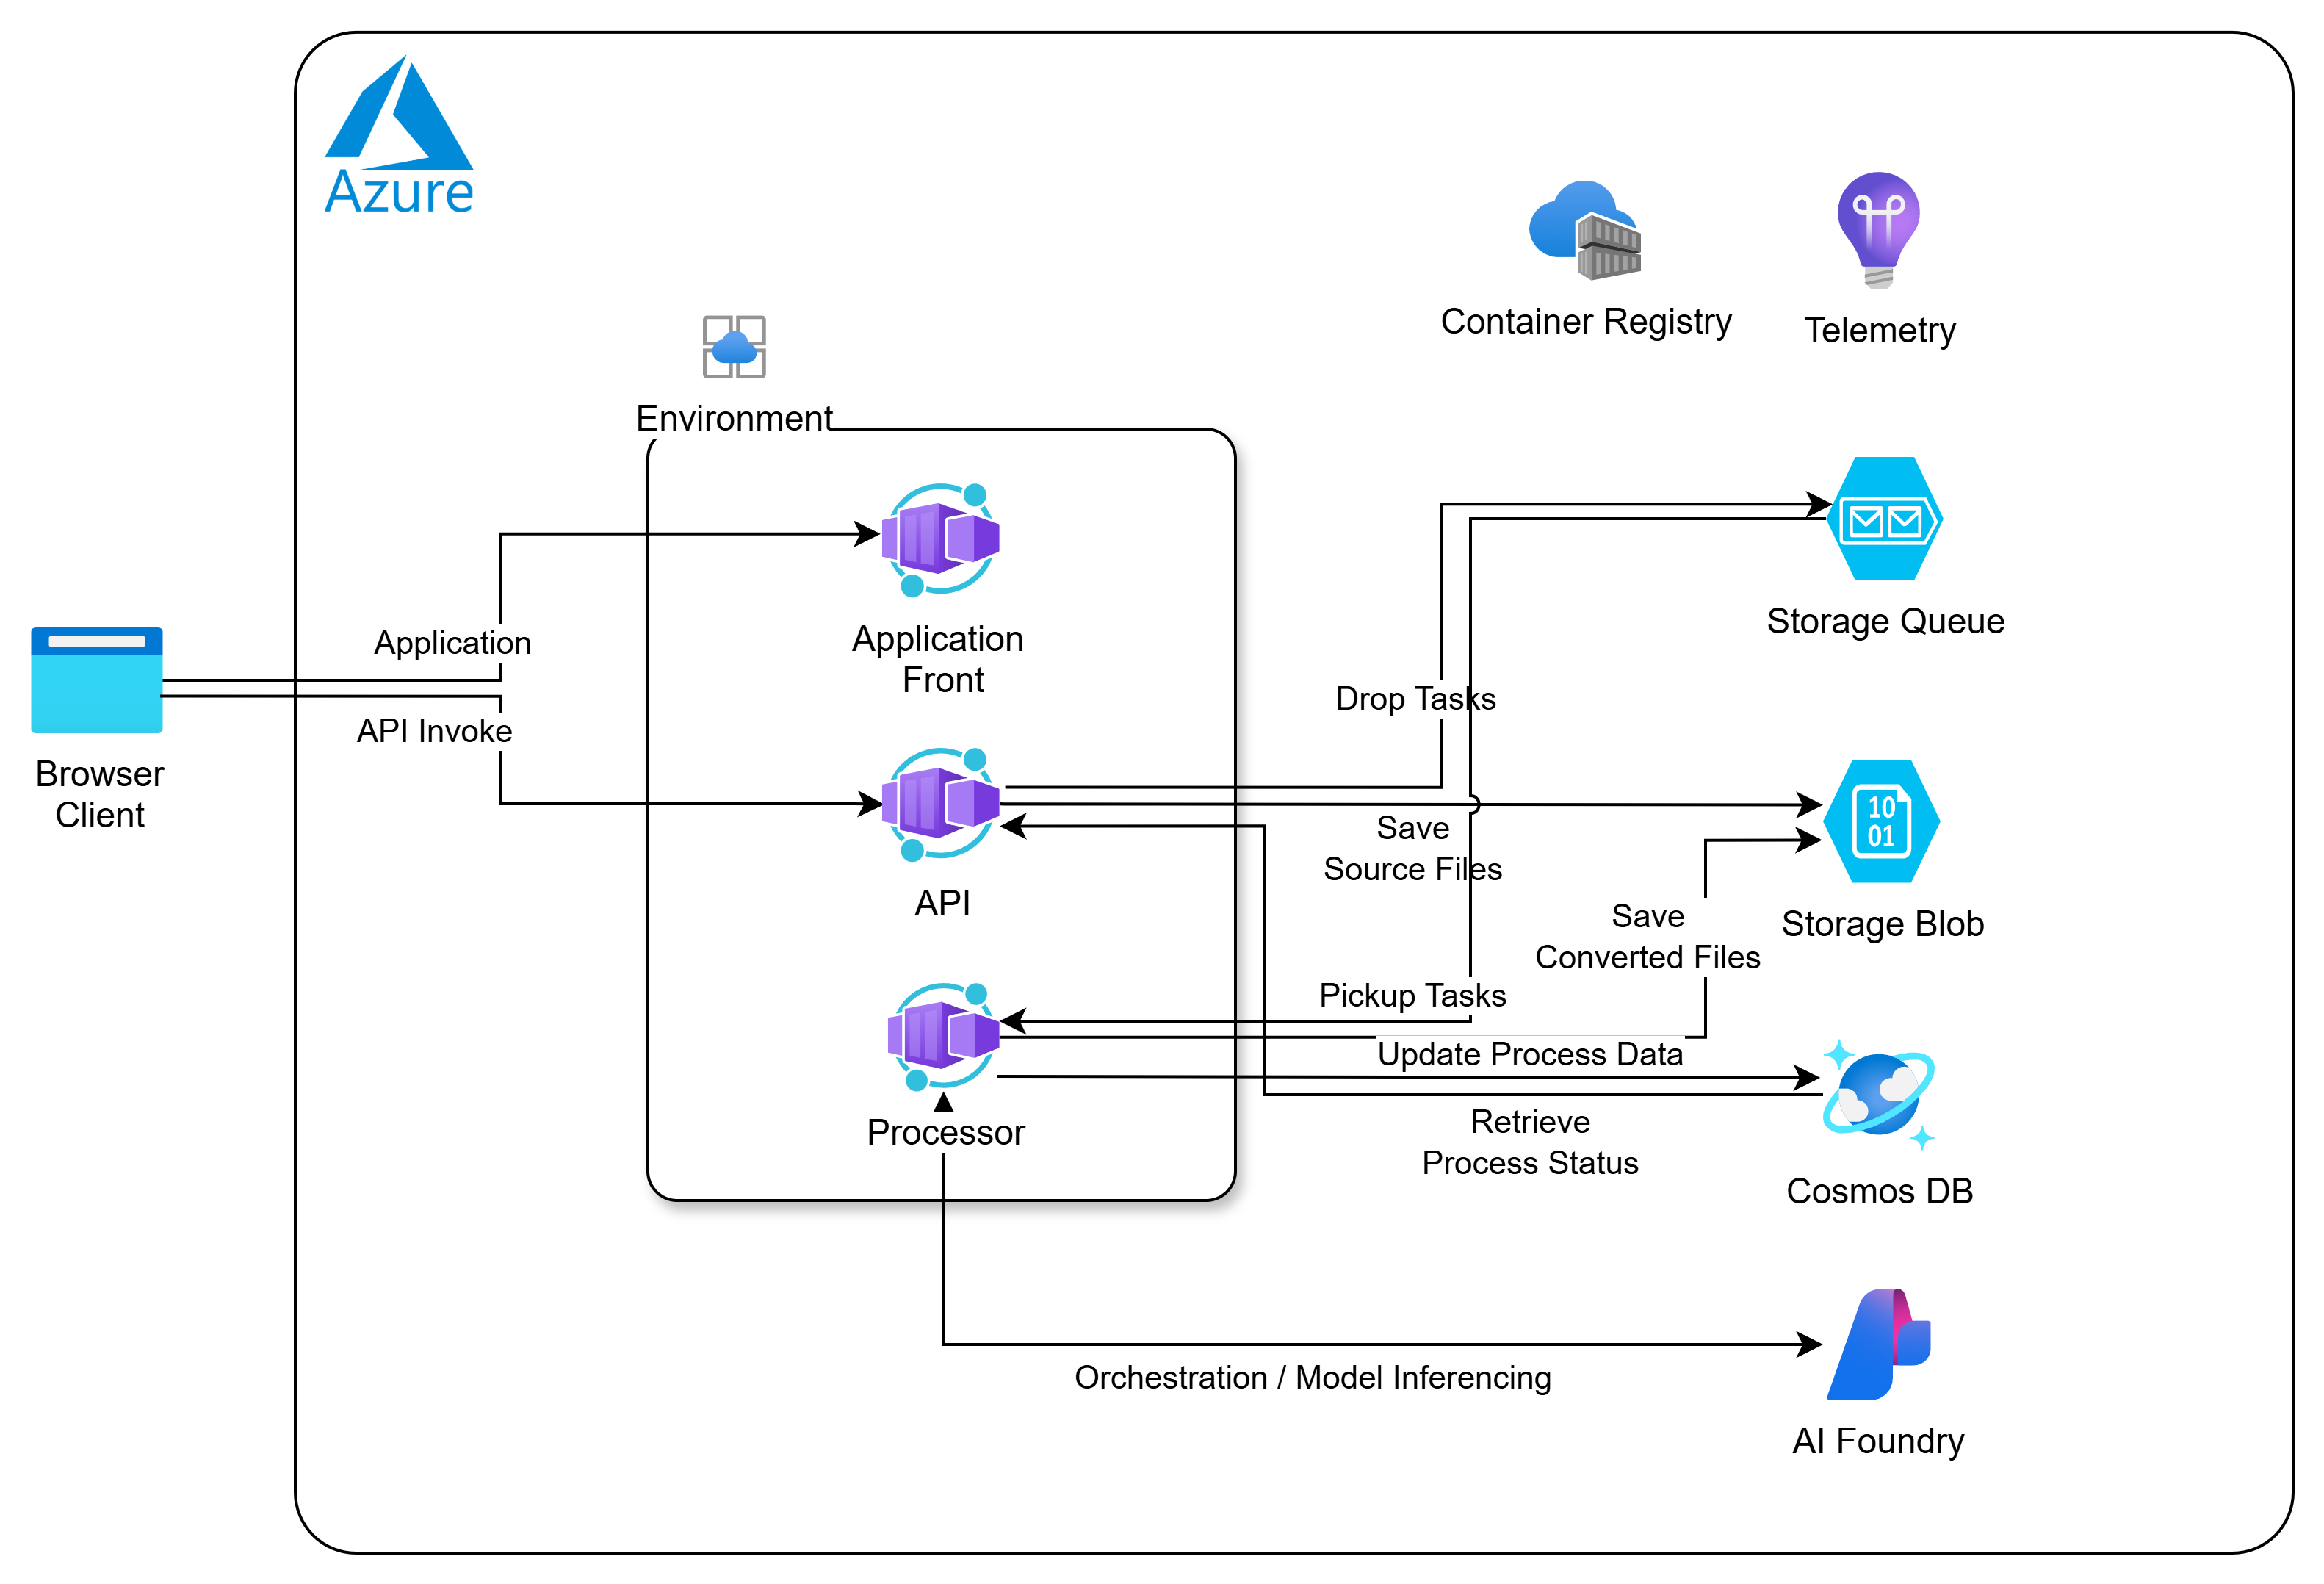 Azure
Container Registry
Telemetry
Environment
Application
Front
Storage Queue
Application
API Invoke
Drop Tasks
Browser
Client
10
01
Save
Source Files
API
Save
Converted Files
Storage Blob
Pickup Tasks
Update Process Data
Processor
Retrieve
Process Status
Cosmos DB
Orchestration / Model Inferencing
AI Foundry